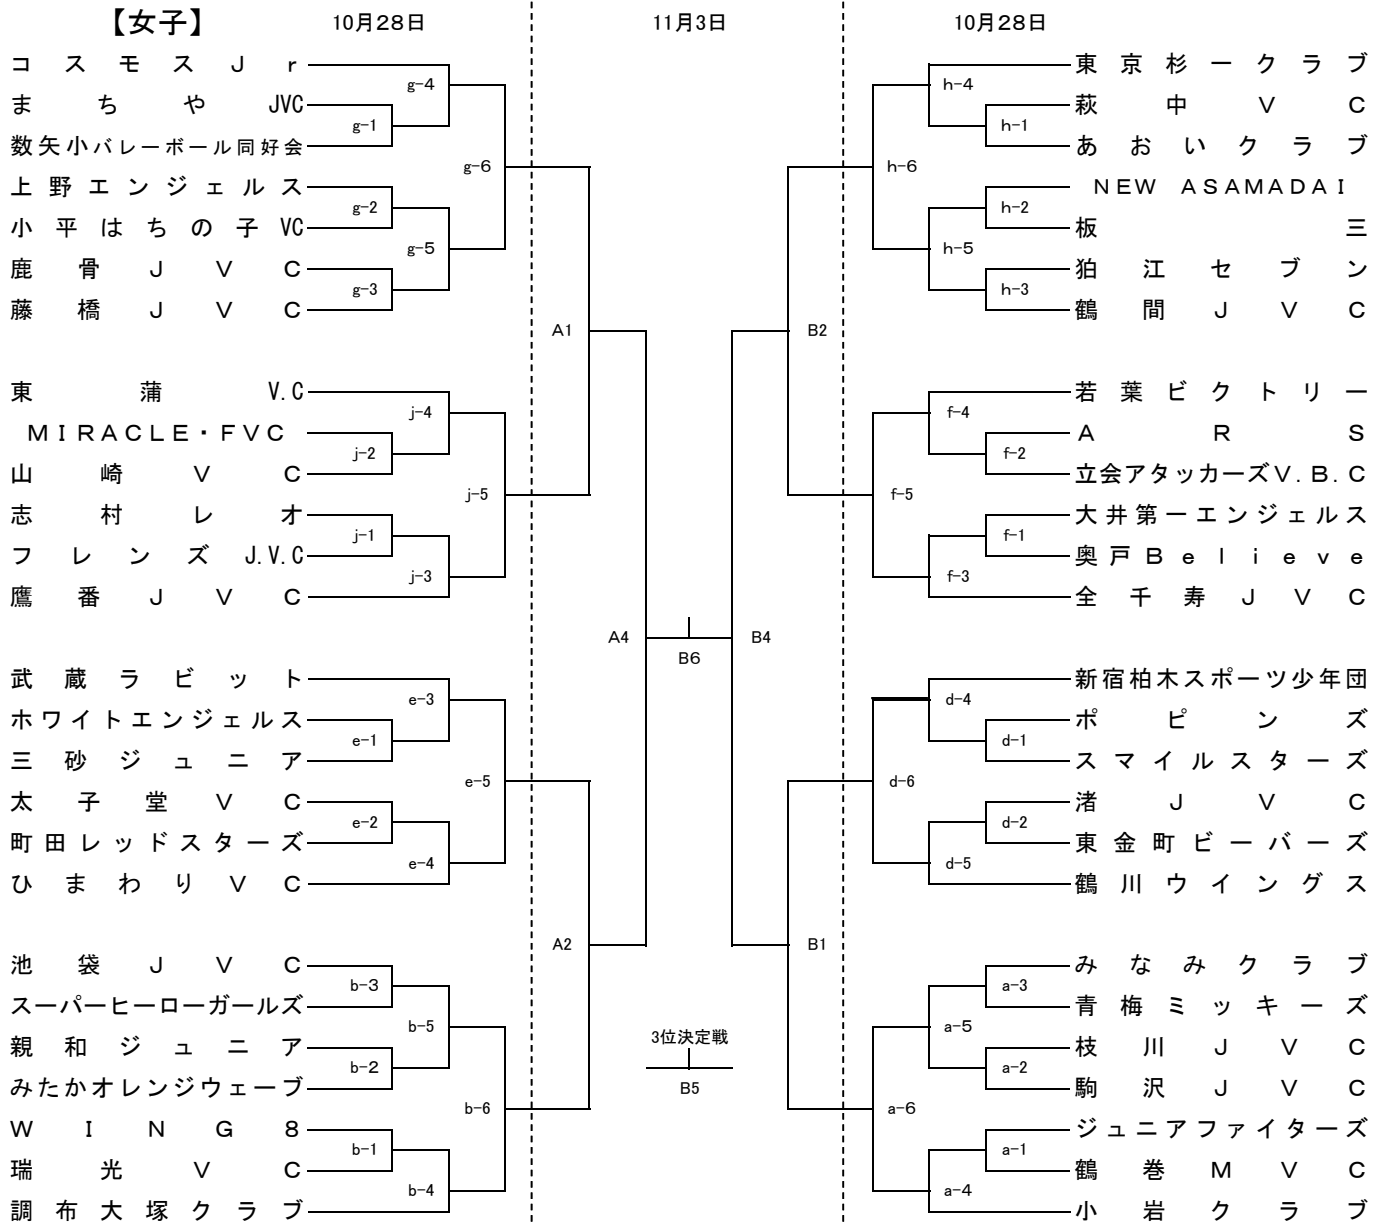 【女子】 10月28日 11月3日 10月28日
コスモスJr g-4 h-4 東京杉一クラブ
まちやJVC g-1 h-1 萩中VC
数矢小バレーボール同好会 g-6 h-6 あおいクラブ
上野エンジェルス g-2 h-2 NEW ASAMADAI
小平はちの子VC g-5 h-5 板三
鹿骨JVC g-3 h-3 狛江セブン
藤橋JVC 鶴間JVC
A1 B2
東蒲V.C j-4 f-4 若葉ビクトリー
MIRACLE・FVC j-2 f-2 ARS
山崎VC j-5 f-5 立会アタッカーズV.B.C
志村レオ j-1 f-1 大井第一エンジェルス
フレンズJ.V.C j-3 f-3 奥戸Believe
鷹番JVC 全千寿JVC
A4 B6 B4
武蔵ラビット e-3 d-4 新宿柏木スポーツ少年団
ホワイトエンジェルス e-1 d-1 ポピンズ
三砂ジュニア e-5 d-6 スマイルスターズ
太子堂VC e-2 d-2 渚JVC
町田レッドスターズ e-4 d-5 東金町ビーバーズ
ひまわりVC 鶴川ウイングス
A2 B1
池袋JVC b-3 a-3 みなみクラブ
スーパーヒーローガールズ b-5 a-5 青梅ミッキーズ
親和ジュニア b-2 3位決定戦 a-2 枝川JVC
みたかオレンジウェーブ b-6 B5 a-6 駒沢JVC
WING8 b-1 a-1 ジュニアファイターズ
瑞光VC b-4 a-4 鶴巻MVC
調布大塚クラブ 小岩クラブ